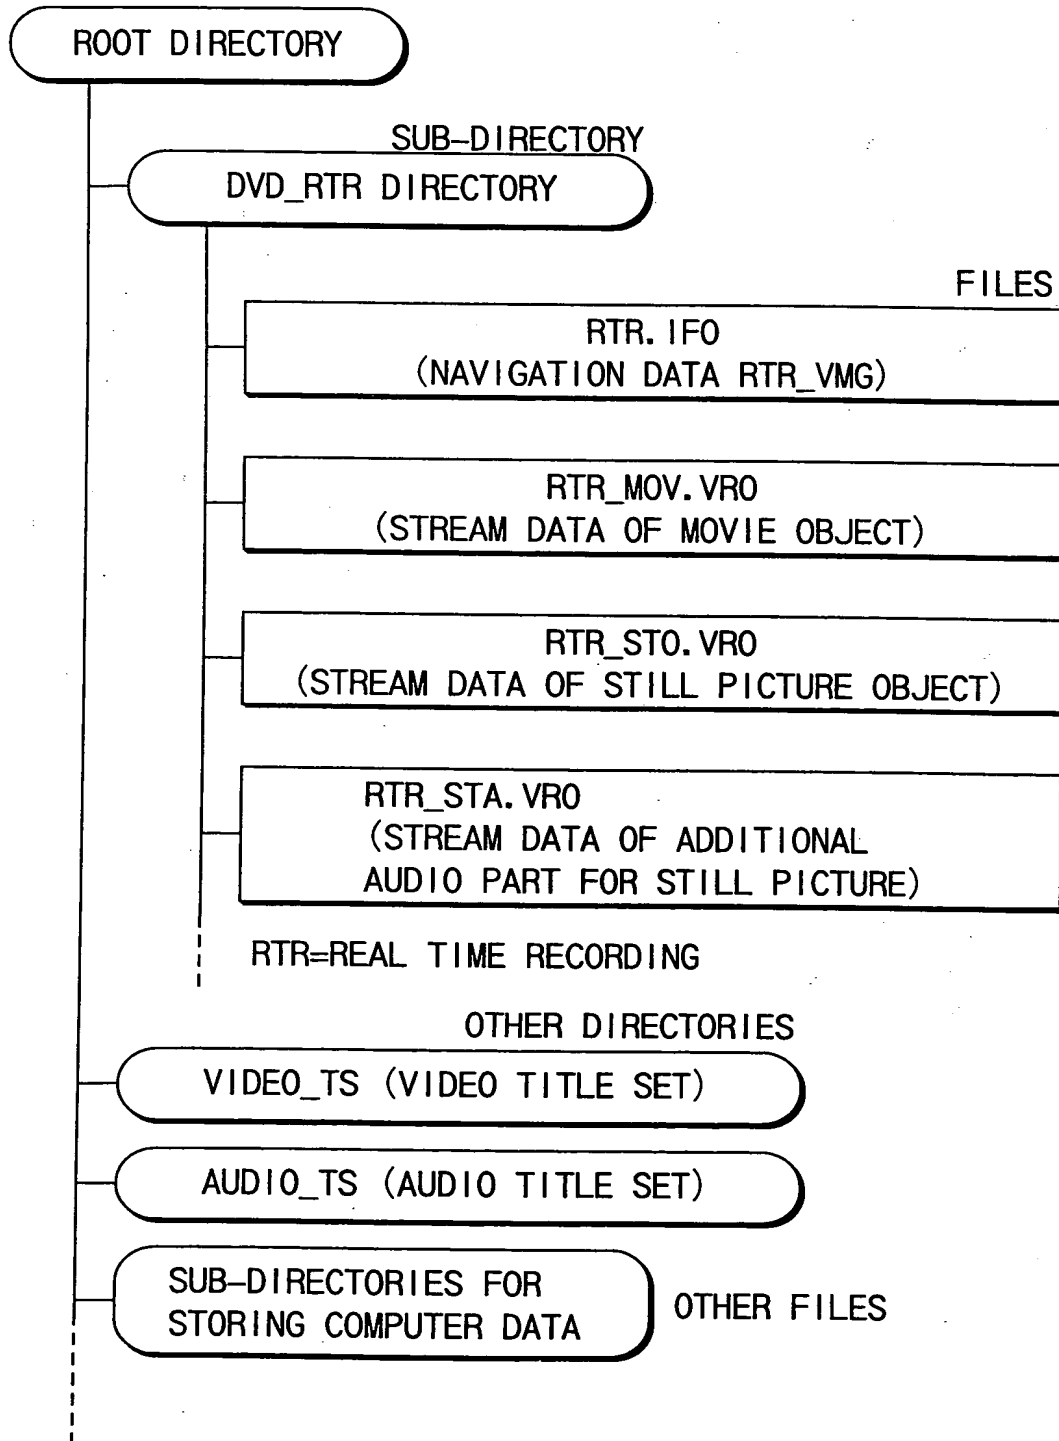 ROOT DIRECTORY
SUB-DIRECTORY
DVD_RTR DIRECTORY
FILES
RTR.IFO
(NAVIGATION DATA RTR_VMG)
RTR_MOV.VRO
(STREAM DATA OF MOVIE OBJECT)
RTR_STO.VRO
(STREAM DATA OF STILL PICTURE OBJECT)
RTR_STA.VRO
(STREAM DATA OF ADDITIONAL
AUDIO PART FOR STILL PICTURE)
RTR=REAL TIME RECORDING
OTHER DIRECTORIES
VIDEO_TS (VIDEO TITLE SET)
AUDIO_TS (AUDIO TITLE SET)
SUB-DIRECTORIES FOR
STORING COMPUTER DATA
OTHER FILES